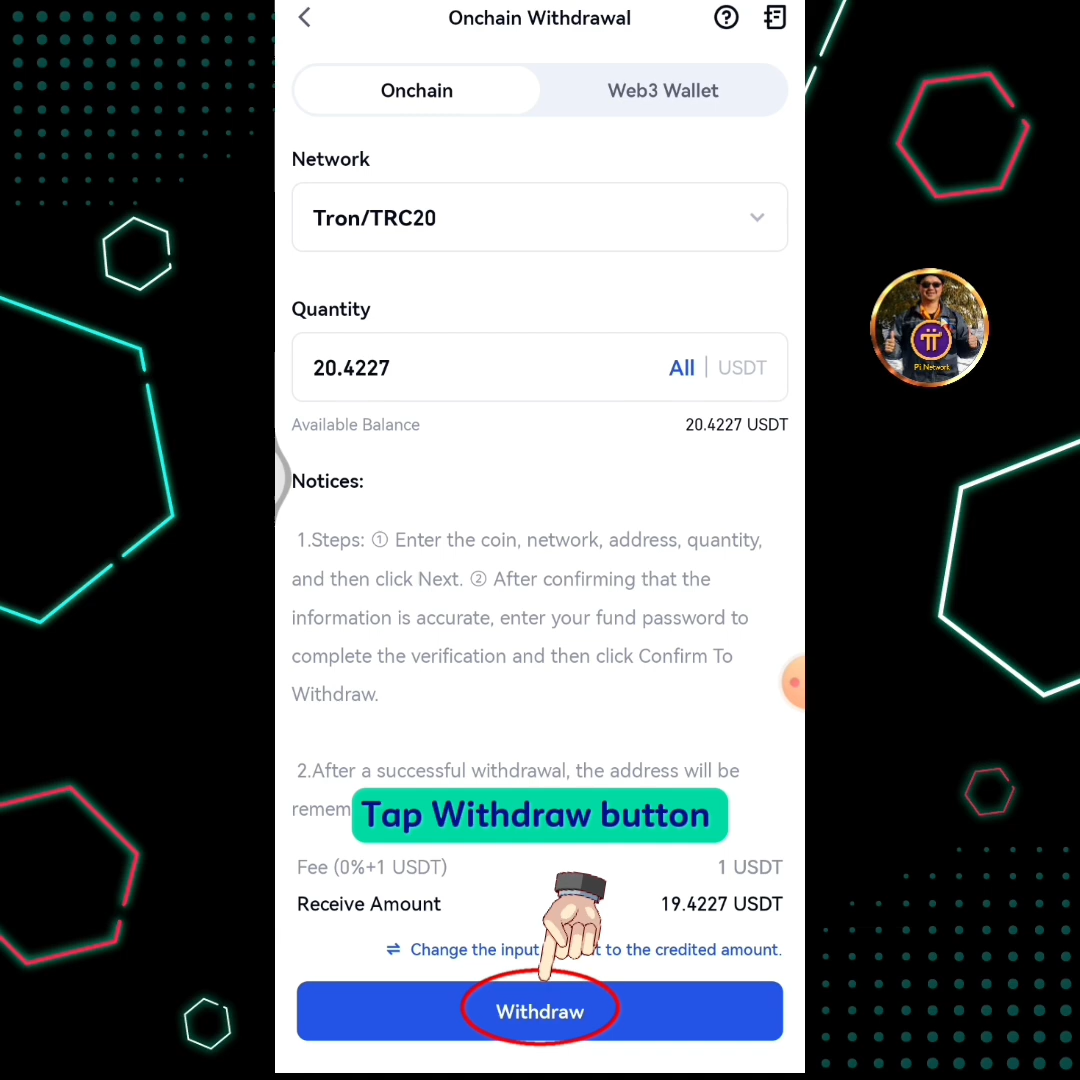 Onchain Withdrawal
Onchain
Web3 Wallet
Network
Tron/TRC20
Quantity
20.4227
All | USDT
Available Balance
20.4227 USDT
Notices:
1.Steps: ① Enter the coin, network, address, quantity,
and then click Next. ② After confirming that the
information is accurate, enter your fund password to
complete the verification and then click Confirm To
Withdraw.
2.After a successful withdrawal, the address will be
Tap Withdraw button
Fee (0%+1 USDT)
1 USDT
Receive Amount
19.4227 USDT
Change the input to the credited amount.
Withdraw
Pi Network